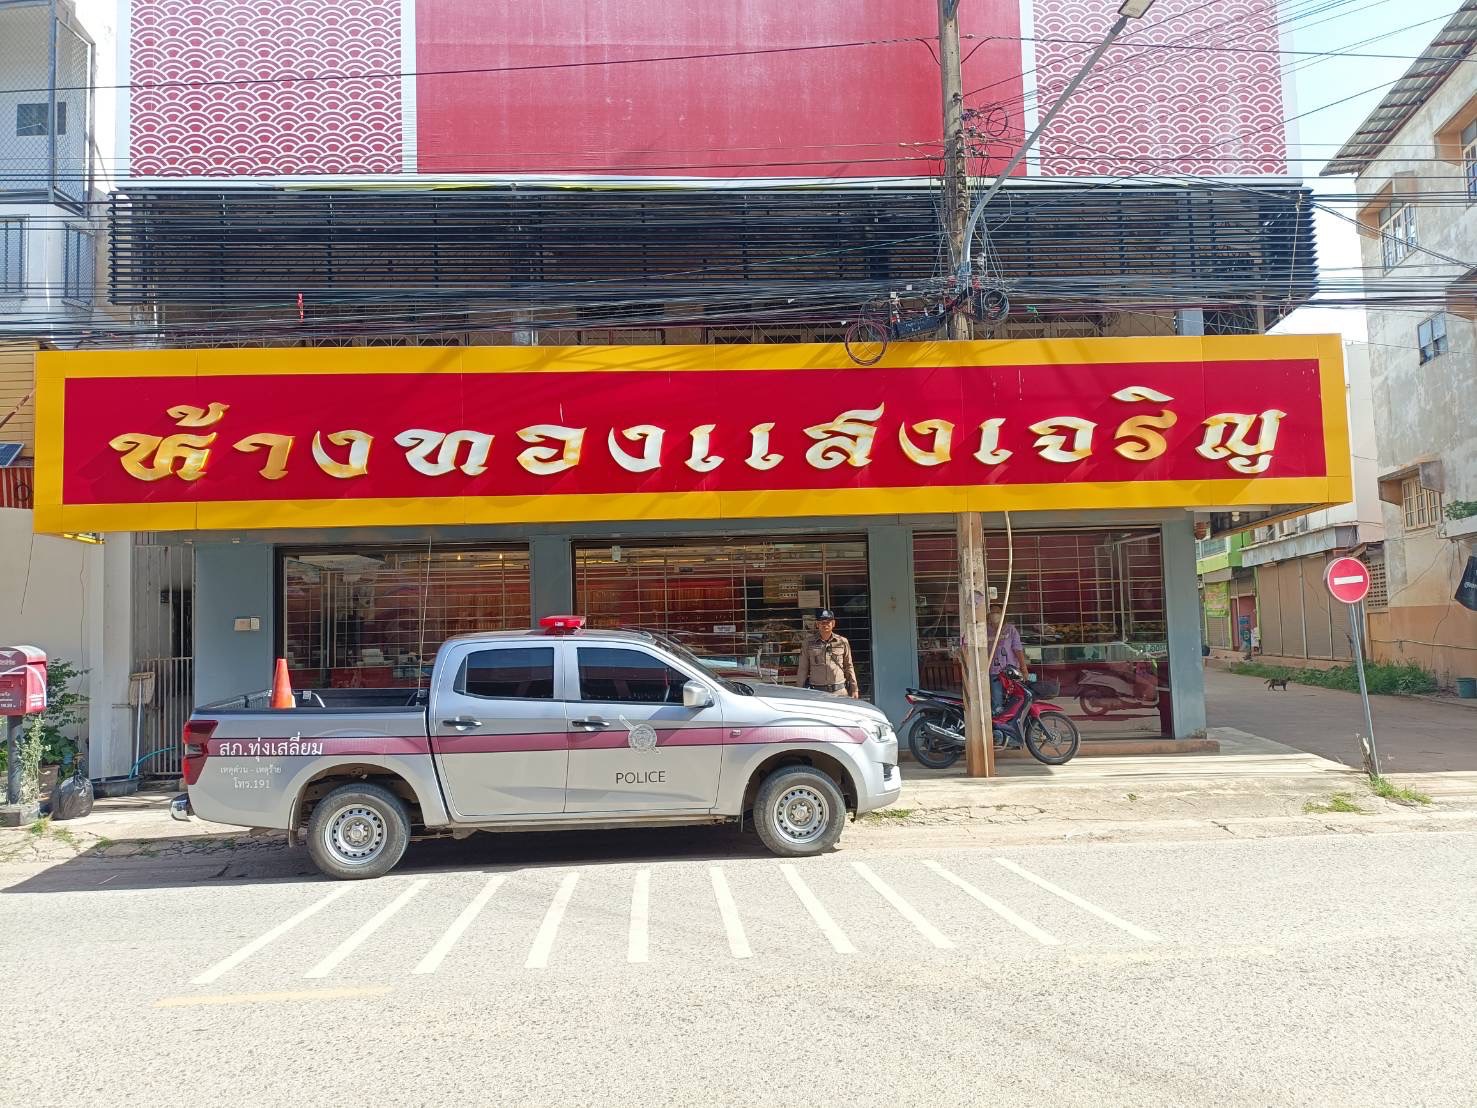 ห้างทองแสงเจริญ
สภ.ทุ่งเสลี่ยม
เหตุด่วน - เหตุร้าย
โทร.191
POLICE